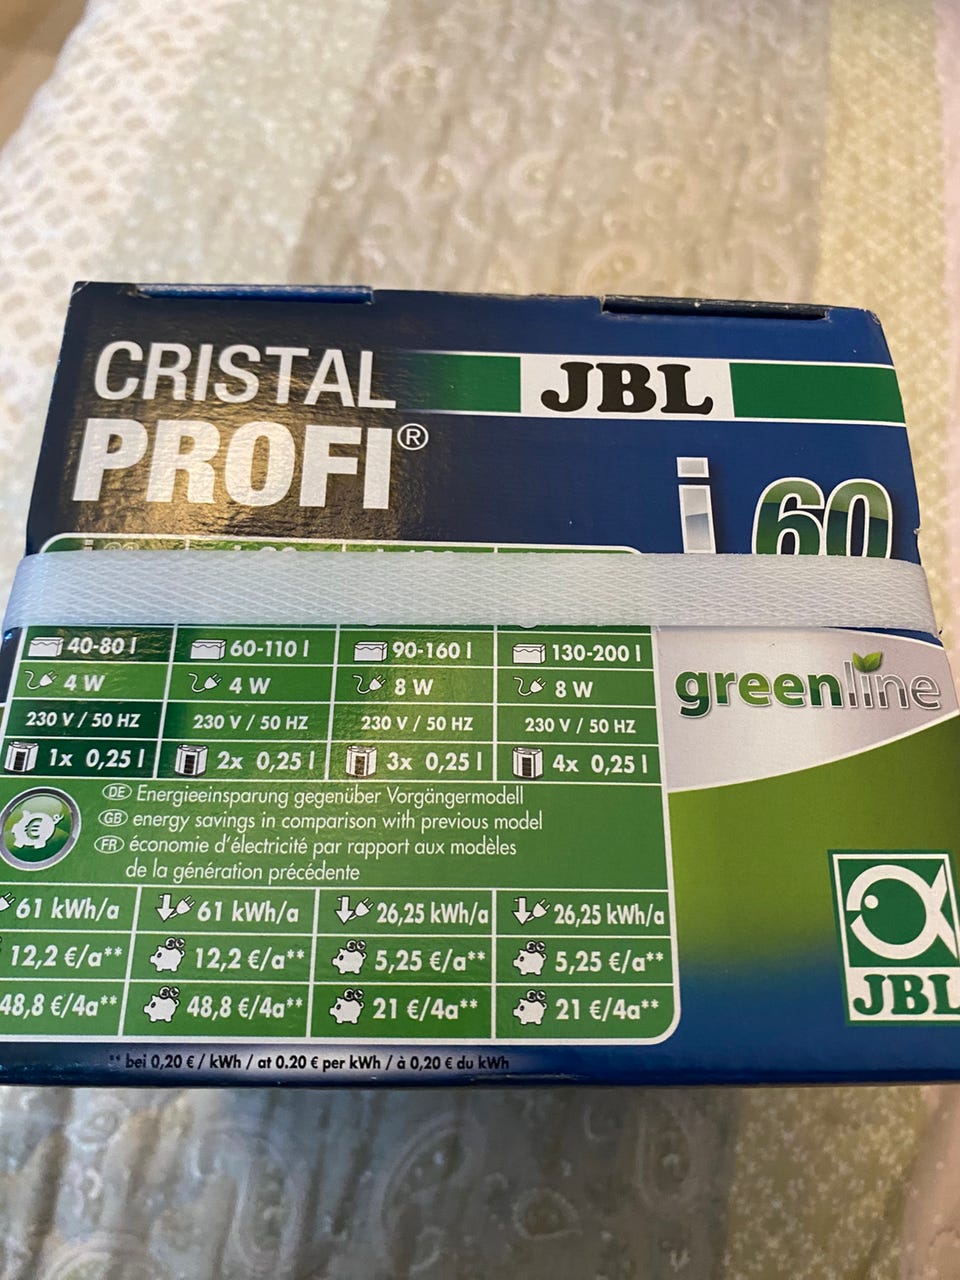 CRISTAL
PROFI®
JBL
i 60
40-80 l 60-110 l 90-160 l 130-200 l
4 W 4 W 8 W 8 W
230 V / 50 HZ 230 V / 50 HZ 230 V / 50 HZ 230 V / 50 HZ
1x 0,25 l 2x 0,25 l 3x 0,25 l 4x 0,25 l
greenline
€
DE Energieeinsparung gegenüber Vorgängermodell
GB energy savings in comparison with previous model
FR économie d'électricité par rapport aux modèles
de la génération précédente
61 kWh/a 61 kWh/a 26,25 kWh/a 26,25 kWh/a
12,2 €/a** 12,2 €/a** 5,25 €/a** 5,25 €/a**
48,8 €/4a** 48,8 €/4a** 21 €/4a** 21 €/4a**
JBL
** bei 0,20 € / kWh / at 0.20 € per kWh / à 0,20 € du kWh